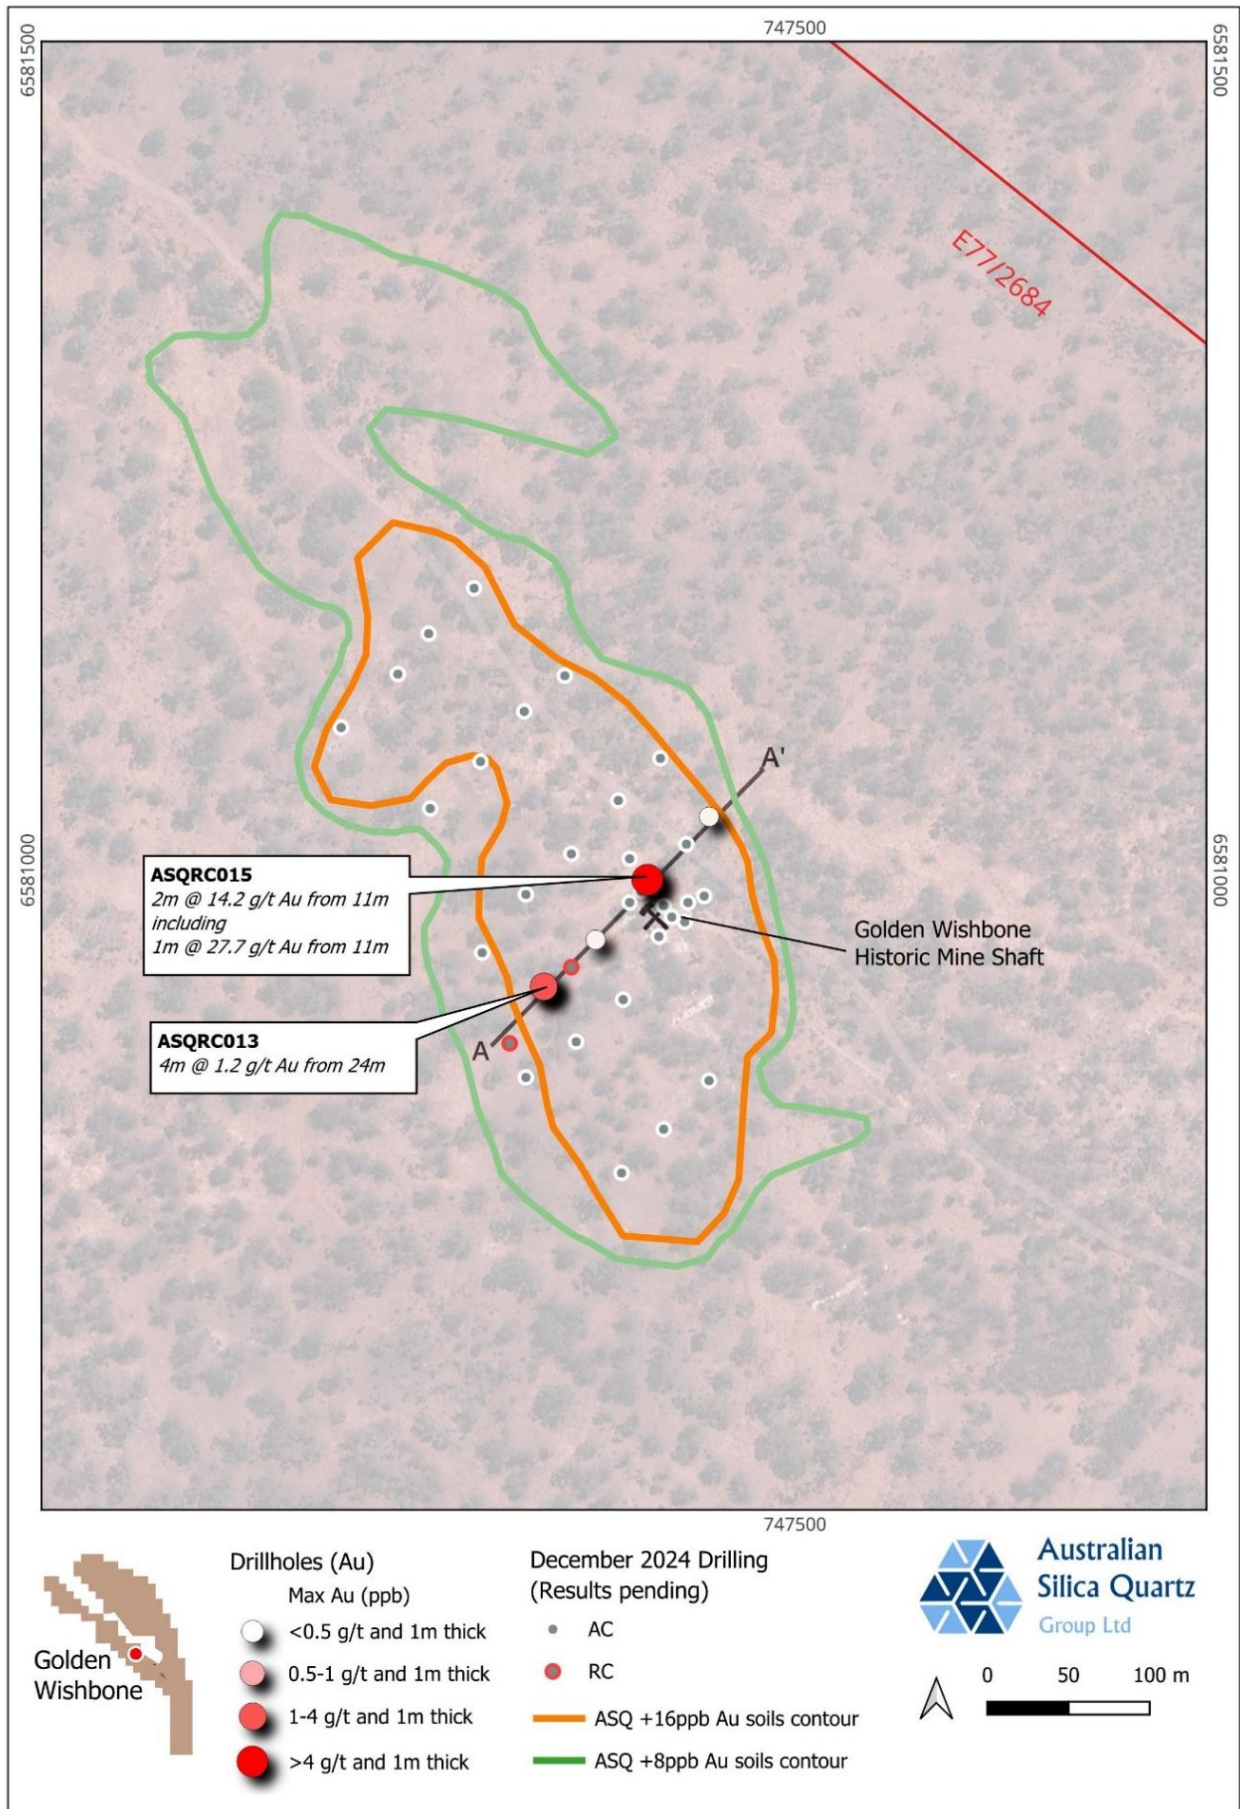 747500
6581500
6581500
E77/2684
A'
6581000
6581000
ASQRC015
2m @ 14.2 g/t Au from 11m
including
1m @ 27.7 g/t Au from 11m
Golden Wishbone
Historic Mine Shaft
ASQRC013
4m @ 1.2 g/t Au from 24m
A
747500
Golden
Wishbone
Drillholes (Au)
Max Au (ppb)
<0.5 g/t and 1m thick
0.5-1 g/t and 1m thick
1-4 g/t and 1m thick
>4 g/t and 1m thick
December 2024 Drilling
(Results pending)
AC
RC
ASQ +16ppb Au soils contour
ASQ +8ppb Au soils contour
Australian
Silica Quartz
Group Ltd
0 50 100 m